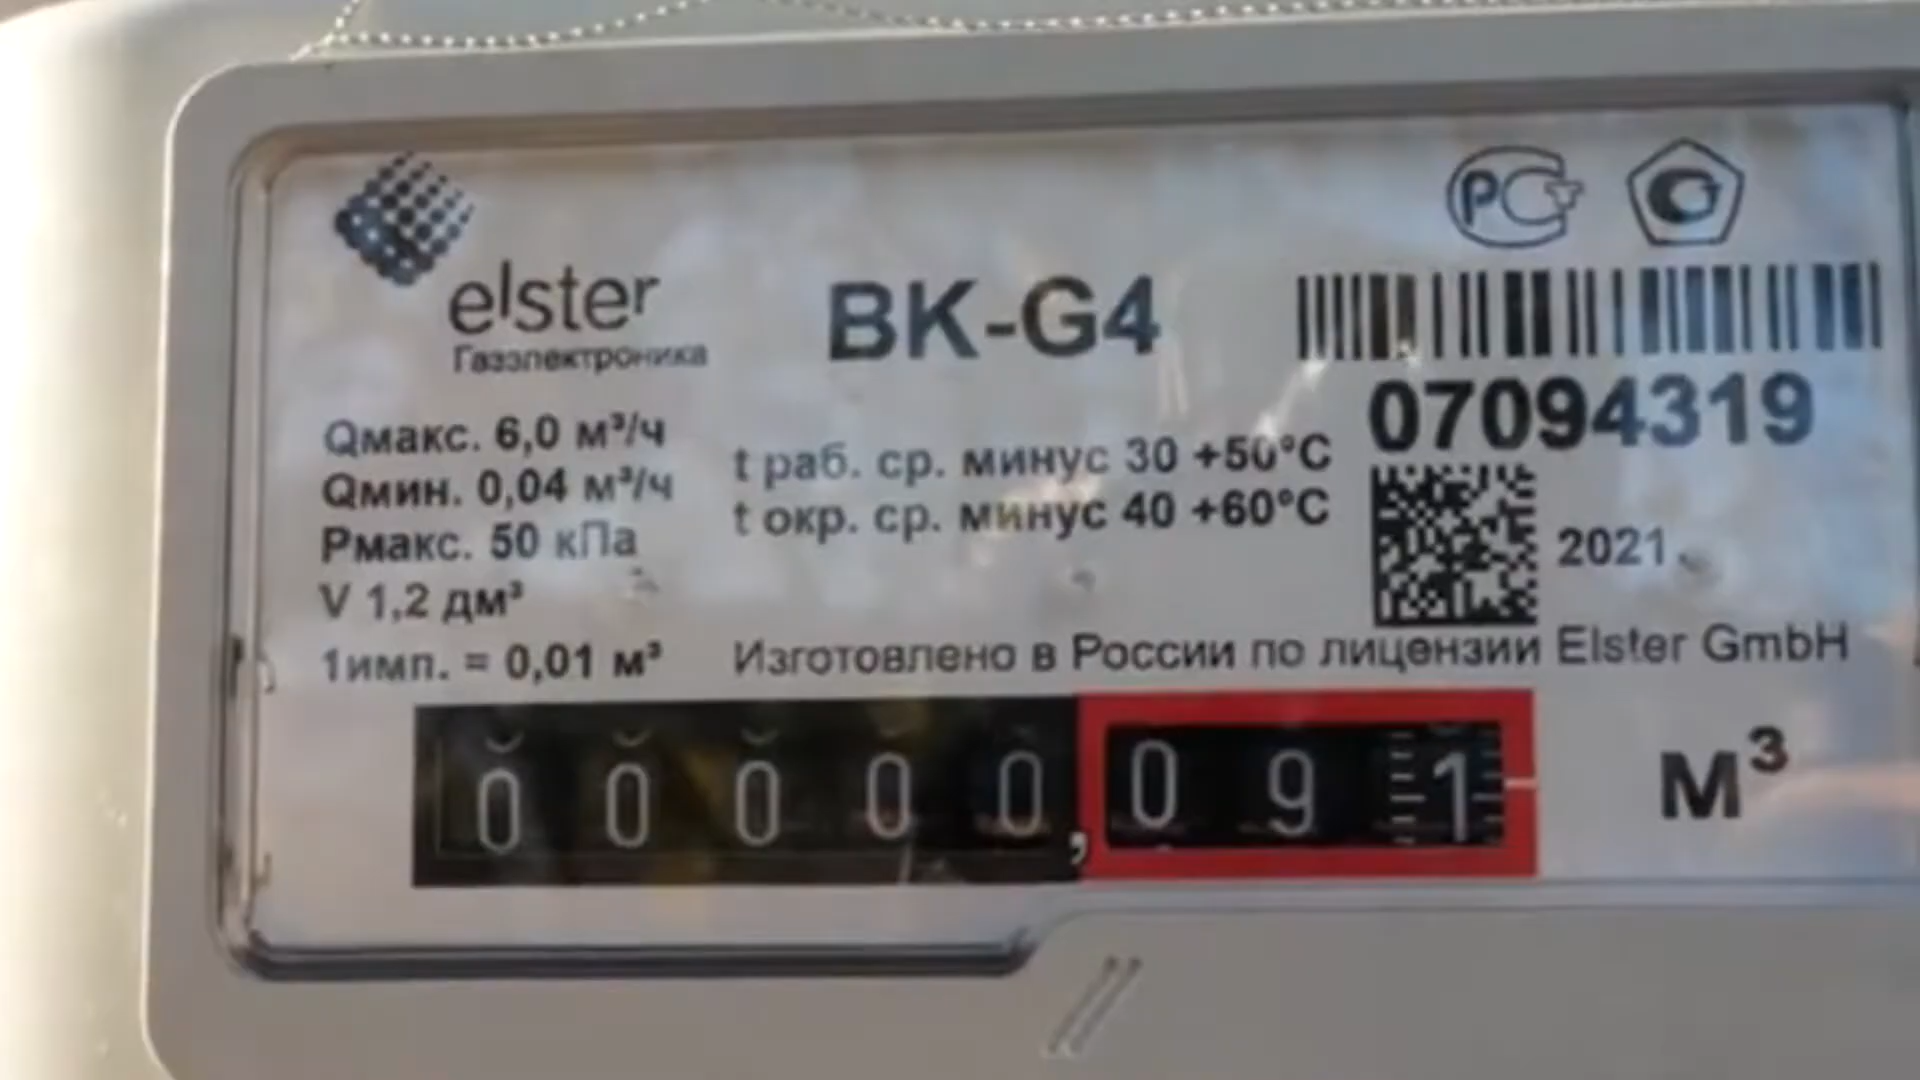 elster
Газэлектроника
BK-G4
РСТ
07094319
Qмакс. 6,0 м³/ч
Qмин. 0,04 м³/ч
Pмакс. 50 кПа
V 1,2 дм³
1имп. = 0,01 м³
t раб. ср. минус 30 +50°C
t окр. ср. минус 40 +60°C
2021
Изготовлено в России по лицензии Elster GmbH
00000,091 м³